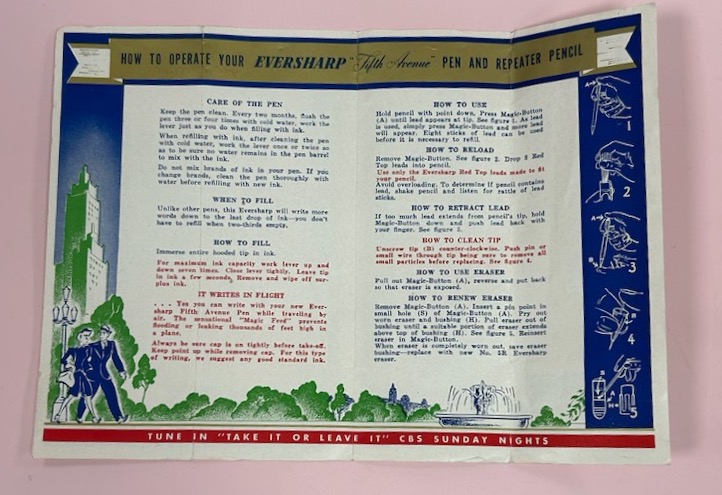 HOW TO OPERATE YOUR EVERSHARP "Fifth Avenue" PEN AND REPEATER PENCIL
CARE OF THE PEN
Keep the pen clean. Every two months, flush the
pen three or four times with cold water, work the
lever just as you do when filling with ink.
When refilling with ink, after cleaning the pen
with cold water, work the lever once or twice so
as to be sure no water remains in the pen barrel
to mix with the ink.
Do not mix brands of ink in your pen. If you
change brands, clean the pen thoroughly with
water before refilling with new ink.
WHEN TO FILL
Unlike other pens, this Eversharp will write more
words down to the last drop of ink—you don't
have to refill when two-thirds empty.
HOW TO FILL
Immerse entire hooded tip in ink.
For maximum ink capacity work lever up and
down seven times. Close lever tightly. Leave tip
in ink a few seconds. Remove and wipe off sur-
plus ink.
IT WRITES IN FLIGHT
. . . Yes you can write with your new Ever-
sharp Fifth Avenue Pen while traveling by
air. The sensational "Magic Feed" prevents
flooding or leaking thousands of feet high in
a plane.
Always be sure cap is on tightly before take-off.
Keep point up while removing cap. For this type
of writing, we suggest any good standard ink.
HOW TO USE
Hold pencil with point down. Press Magic-Button
(A) until lead appears at tip. See figure 1. As lead
is used, simply press Magic-Button and more lead
will appear. Eight sticks of lead can be used
before it is necessary to refill.
HOW TO RELOAD
Remove Magic-Button. See figure 2. Drop 8 Red
Top leads into pencil.
Use only the Eversharp Red Top leads made to fit
your pencil.
Avoid overloading. To determine if pencil contains
lead, shake pencil and listen for rattle of lead
sticks.
HOW TO RETRACT LEAD
If too much lead extends from pencil's tip, hold
Magic-Button down and push lead back with
your finger. See figure 3.
HOW TO CLEAN TIP
Unscrew tip (B) counter-clockwise. Push pin or
small wire through tip being sure to remove all
small particles before replacing. See figure 4.
HOW TO USE ERASER
Pull out Magic-Button (A), reverse and put back
so that eraser is exposed.
HOW TO RENEW ERASER
Remove Magic-Button (A). Insert a pin point in
small hole (S) of Magic-Button (A). Pry out
worn eraser and bushing (H). Pull eraser out of
bushing until a suitable portion of eraser extends
above top of bushing (H). See figure 5. Reinsert
eraser in Magic-Button.
When eraser is completely worn out, save eraser
bushing—replace with new No. 5R Eversharp
eraser.
A
1
2
A
B
3
B
4
S
A
H
5
TUNE IN "TAKE IT OR LEAVE IT" CBS SUNDAY NIGHTS